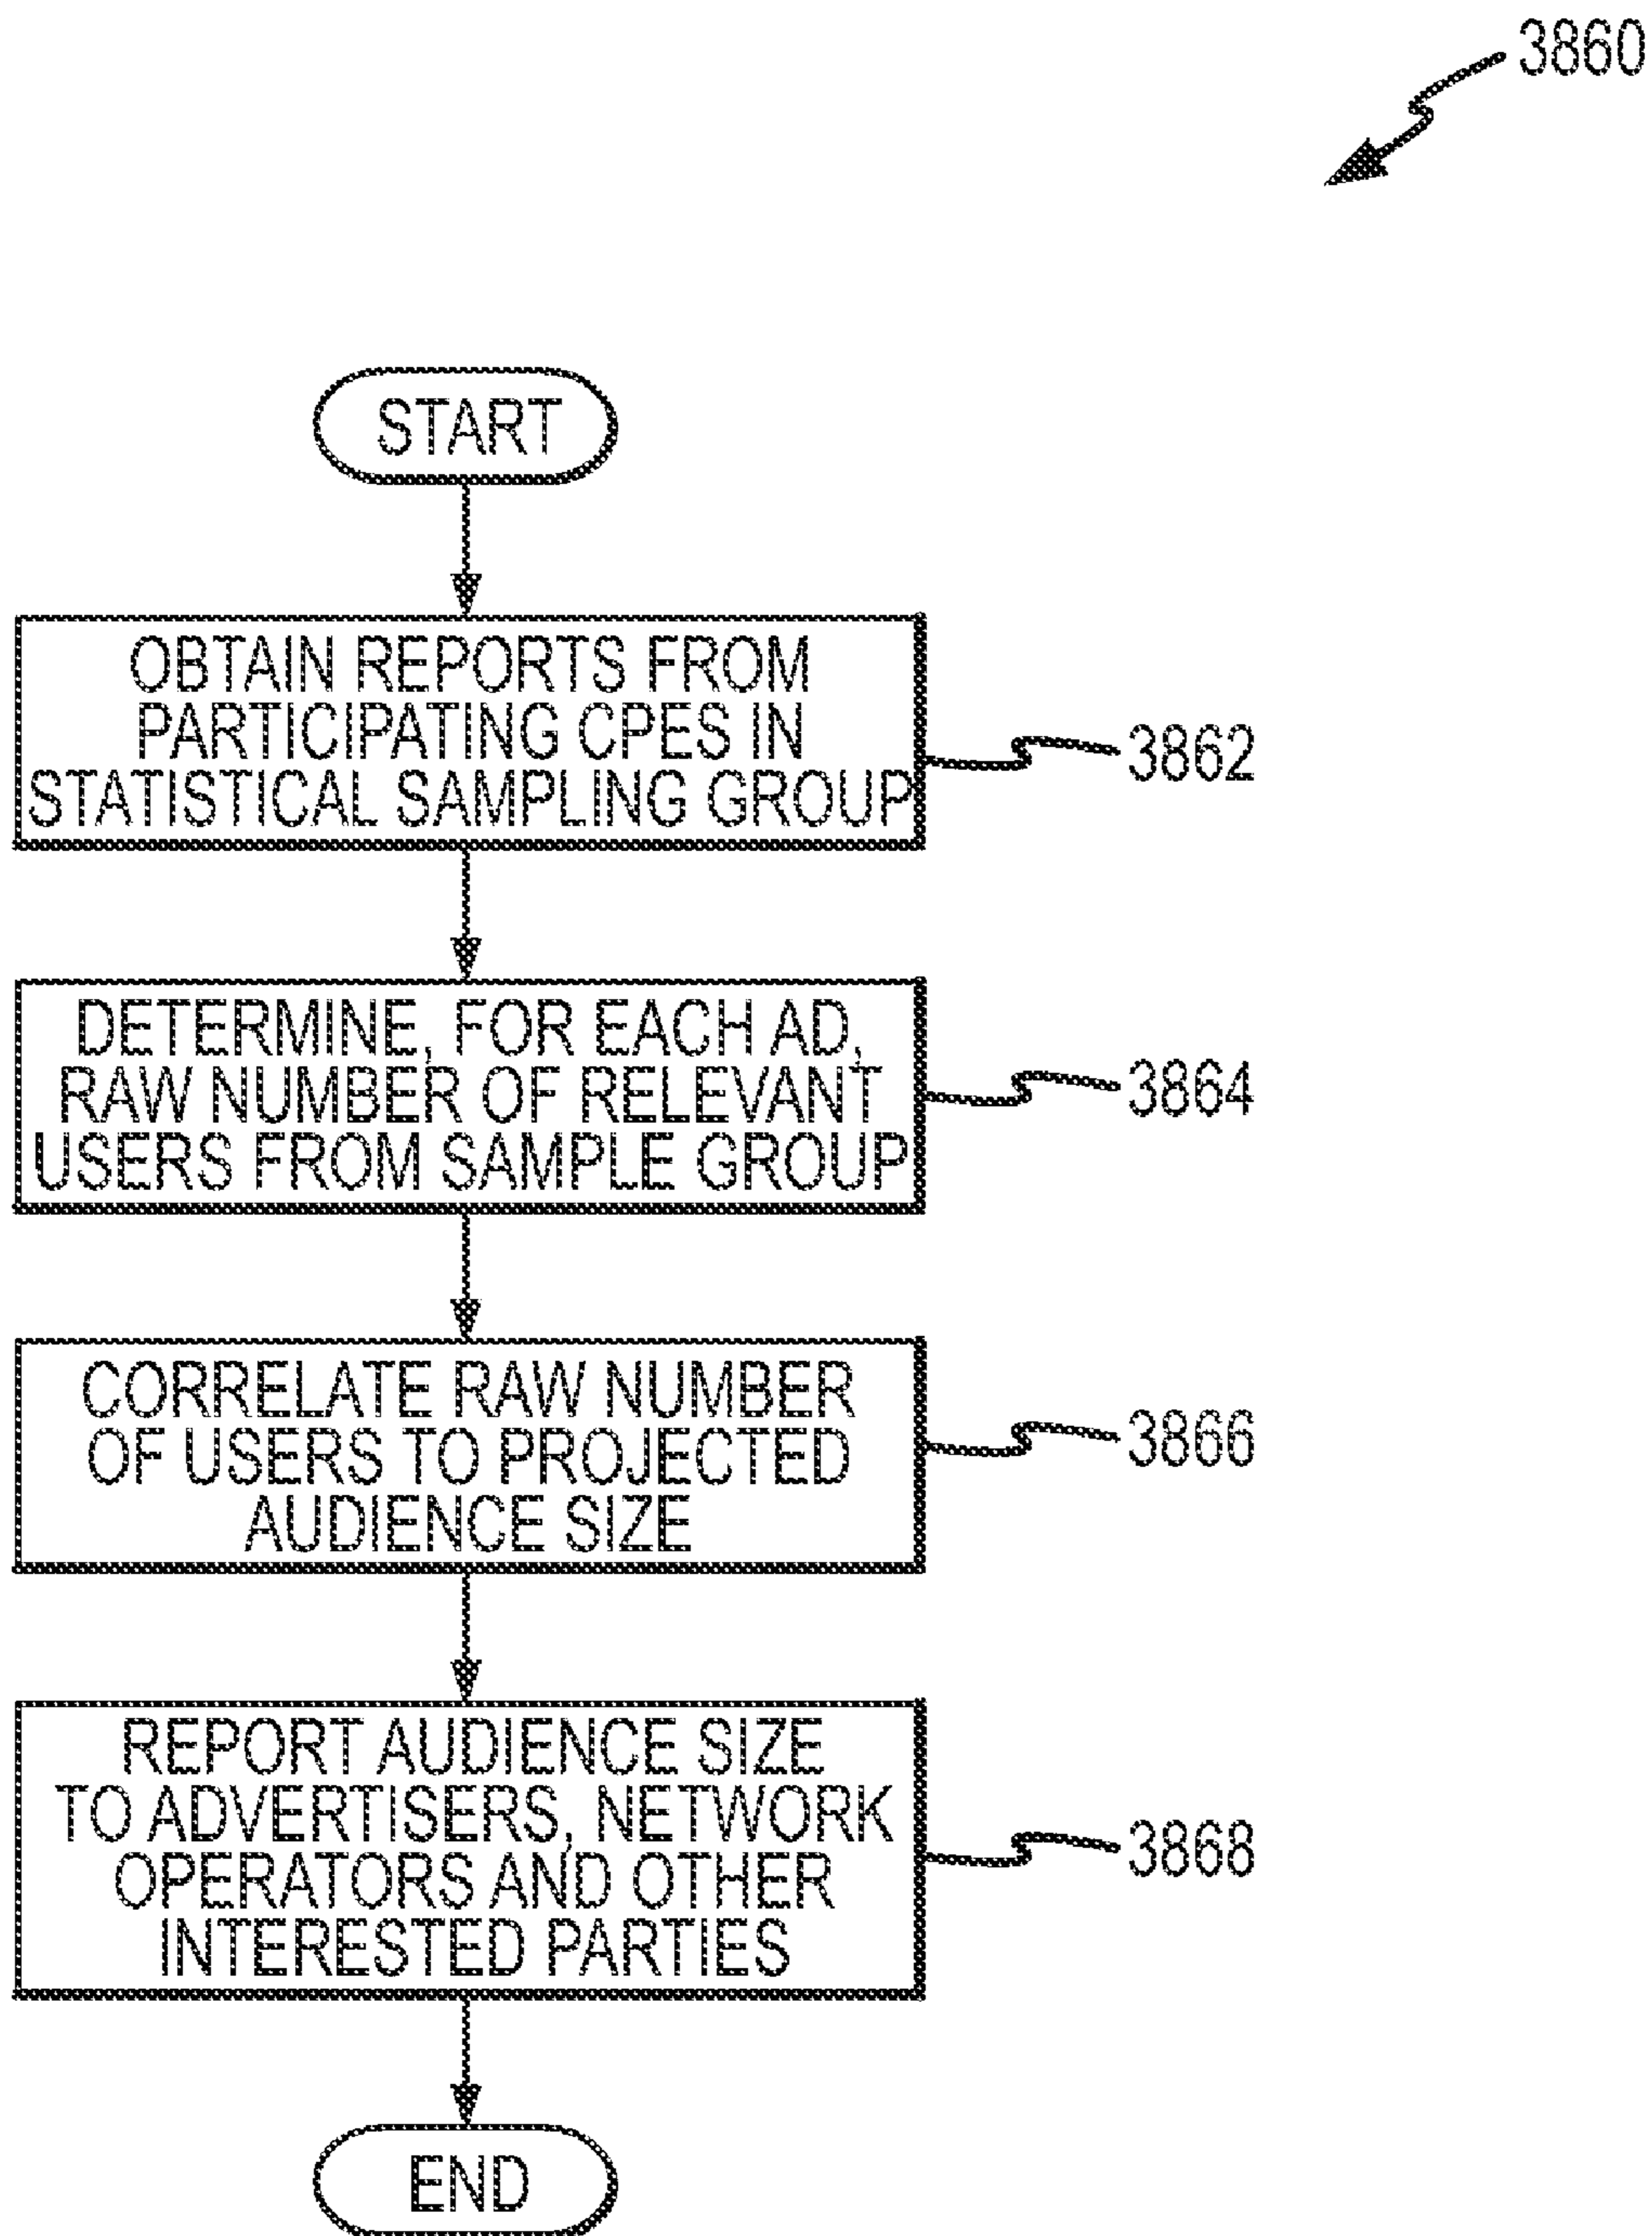 3860
START
OBTAIN REPORTS FROM
PARTICIPATING CPES IN
STATISTICAL SAMPLING GROUP
3862
DETERMINE, FOR EACH AD,
RAW NUMBER OF RELEVANT
USERS FROM SAMPLE GROUP
3864
CORRELATE RAW NUMBER
OF USERS TO PROJECTED
AUDIENCE SIZE
3866
REPORT AUDIENCE SIZE
TO ADVERTISERS, NETWORK
OPERATORS AND OTHER
INTERESTED PARTIES
3868
END